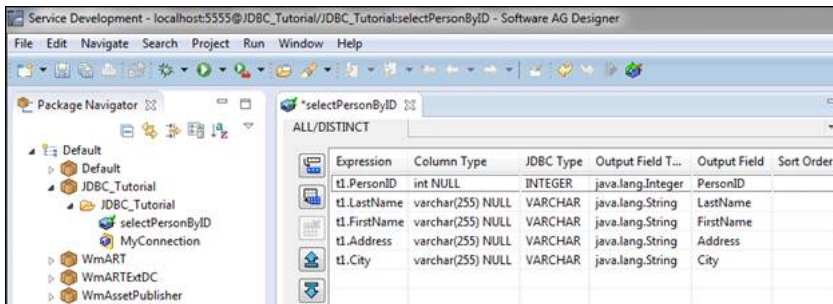 Service Development - localhost:5555@JDBC_Tutorial/JDBC_Tutorial:selectPersonByID - Software AG Designer
File Edit Navigate Search Project Run Window Help
Package Navigator
*selectPersonByID
ALL/DISTINCT
Default
Default
JDBC_Tutorial
JDBC_Tutorial
selectPersonByID
MyConnection
WmART
WmARTExtDC
WmAssetPublisher
Expression Column Type JDBC Type Output Field T... Output Field Sort Order
t1.PersonID int NULL INTEGER java.lang.Integer PersonID
t1.LastName varchar(255) NULL VARCHAR java.lang.String LastName
t1.FirstName varchar(255) NULL VARCHAR java.lang.String FirstName
t1.Address varchar(255) NULL VARCHAR java.lang.String Address
t1.City varchar(255) NULL VARCHAR java.lang.String City